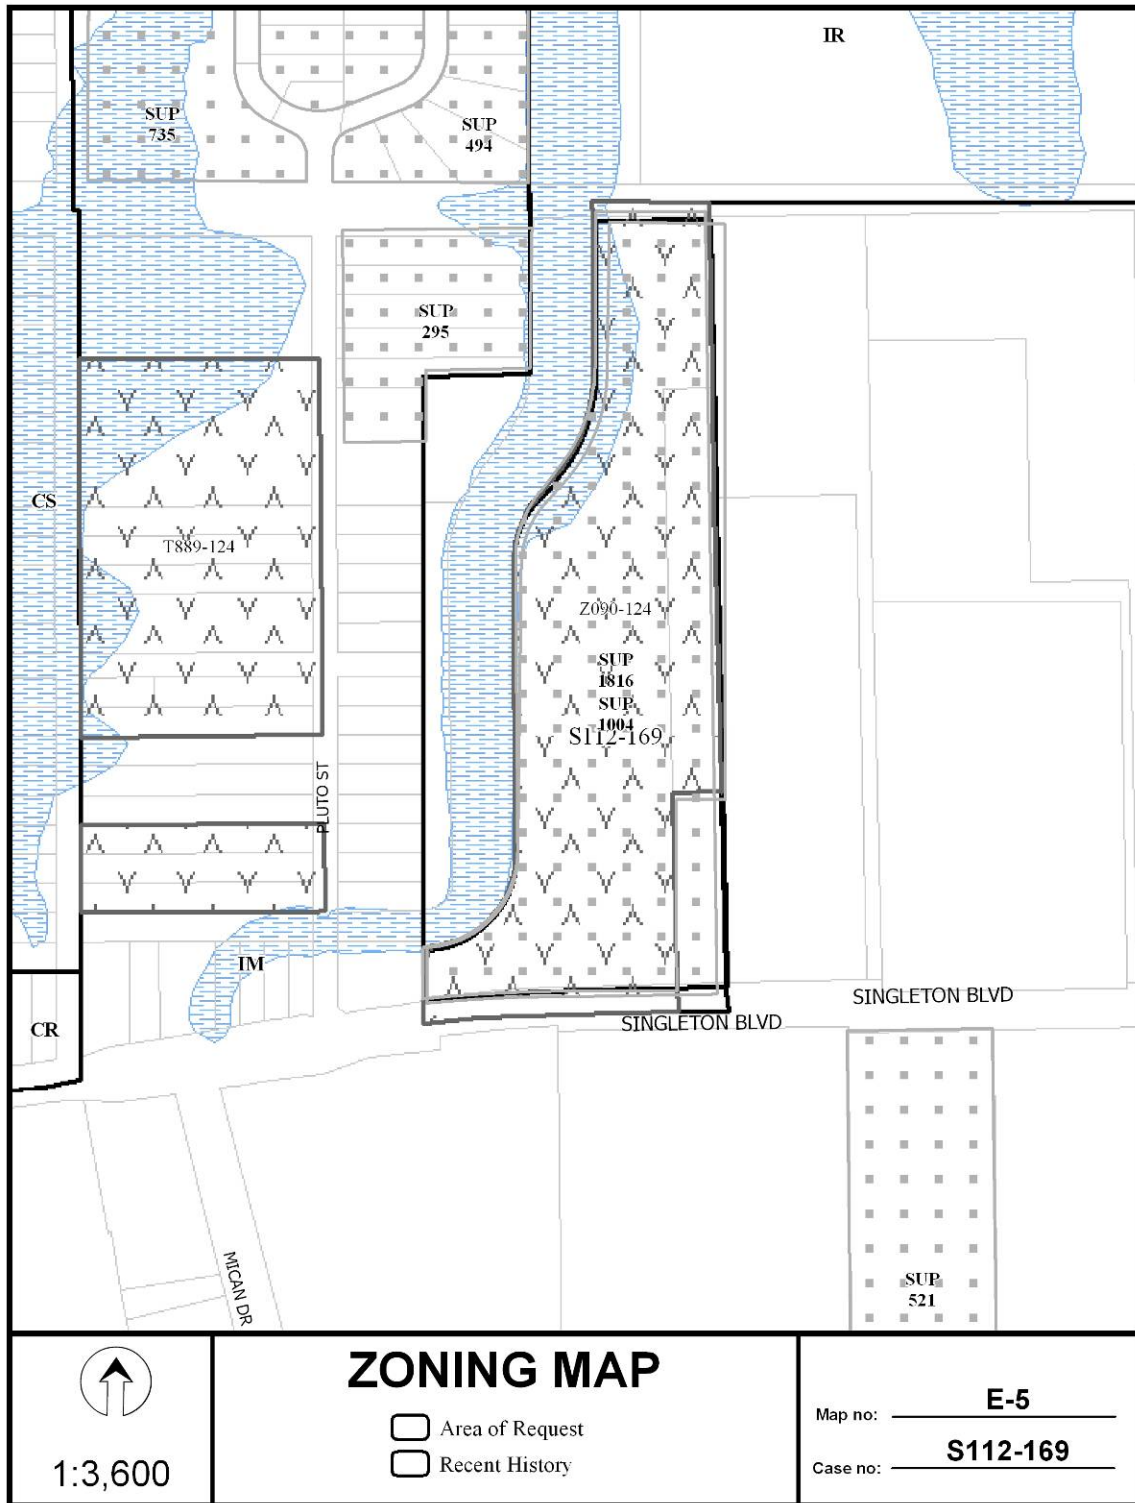 IR
SUP
735
SUP
494
SUP
295
CS
T889-124
Z090-124
SUP
1816
SUP
1004
S112-169
PLUTO ST
IM
CR
SINGLETON BLVD
SINGLETON BLVD
MICAN DR
SUP
521
1:3,600
ZONING MAP
Area of Request
Recent History
Map no: E-5
Case no: S112-169